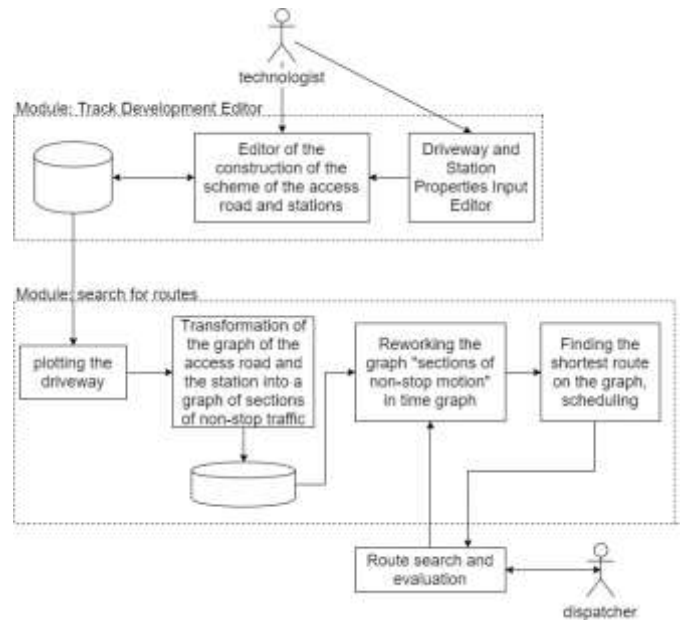 technologist
Module: Track Development Editor
Editor of the
construction of the
scheme of the access
road and stations
Driveway and
Station
Properties Input
Editor
Module: search for routes
plotting the
driveway
Transformation of
the graph of the
access road and
the station into a
graph of sections
of non-stop traffic
Reworking the
graph "sections of
non-stop motion"
in time graph
Finding the
shortest route
on the graph,
scheduling
Route search and
evaluation
dispatcher